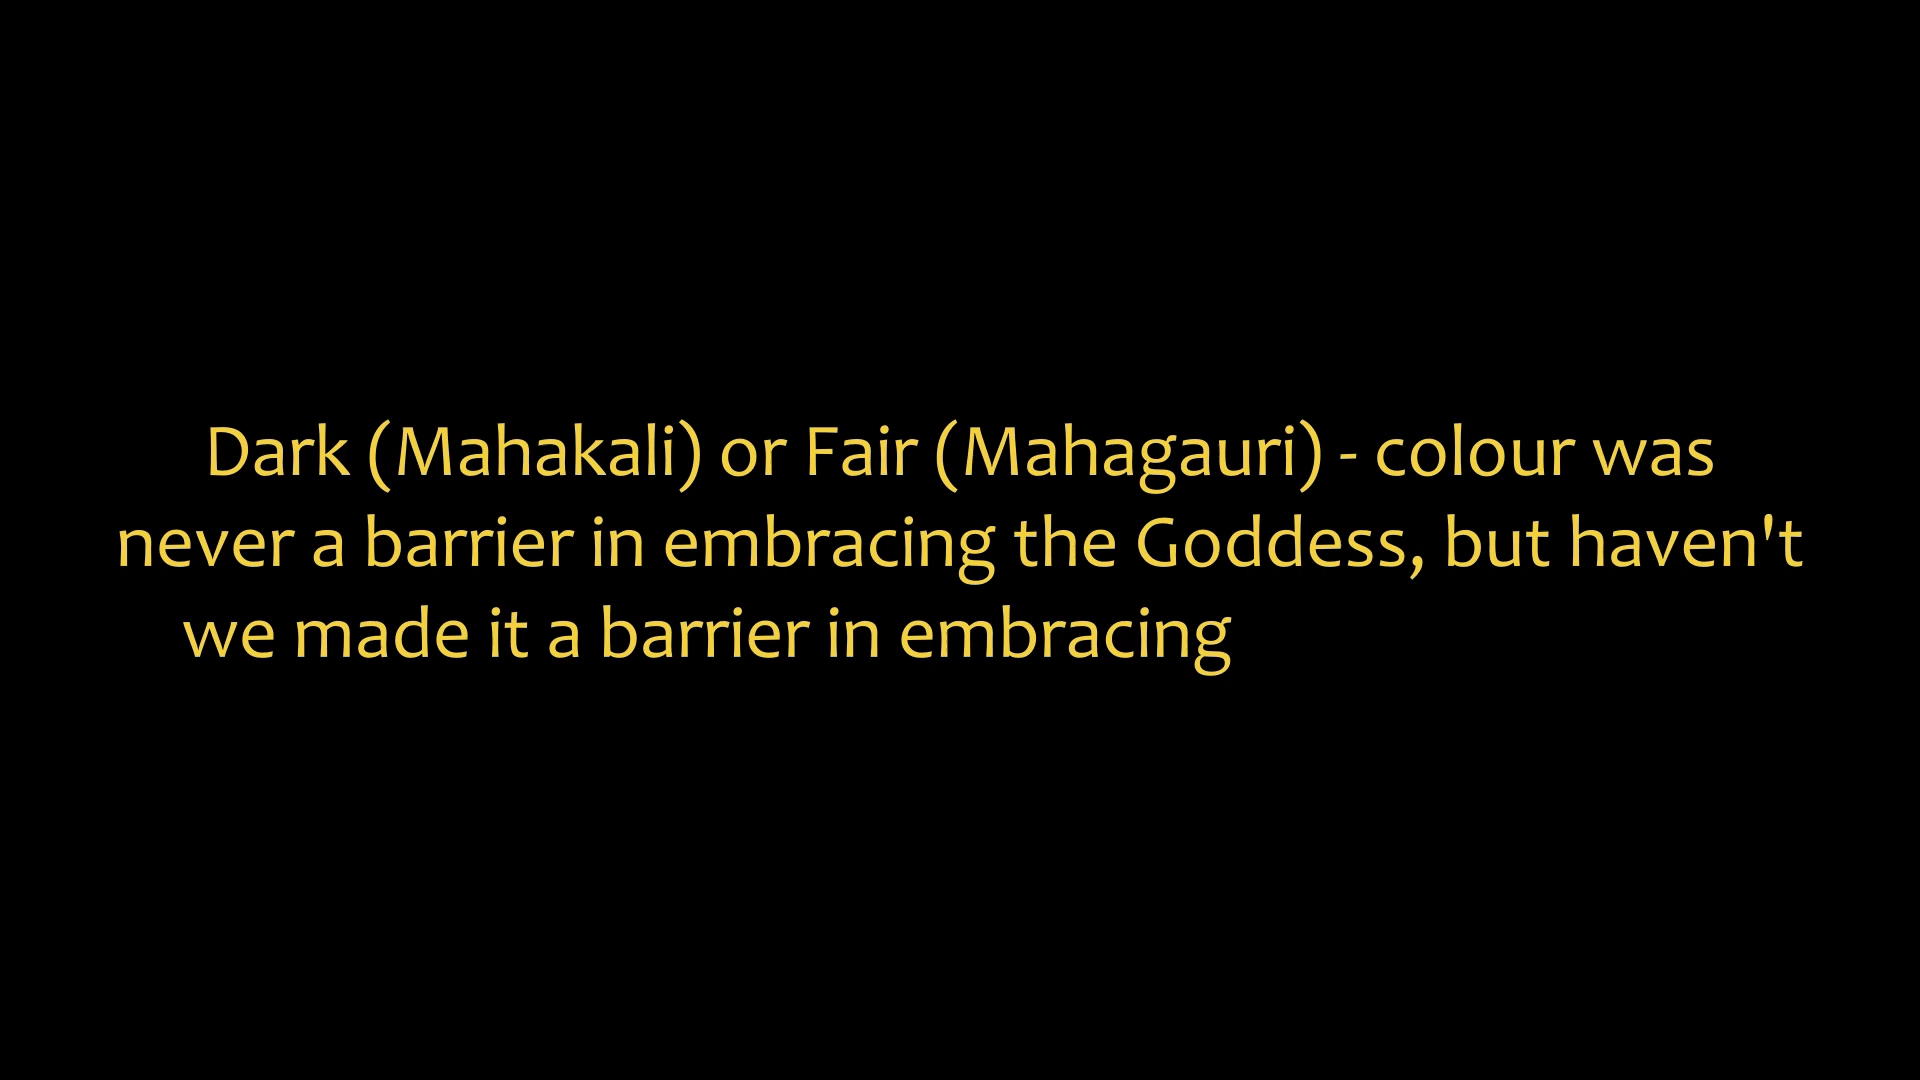 Dark (Mahakali) or Fair (Mahagauri) - colour was
never a barrier in embracing the Goddess, but haven't
we made it a barrier in embracing